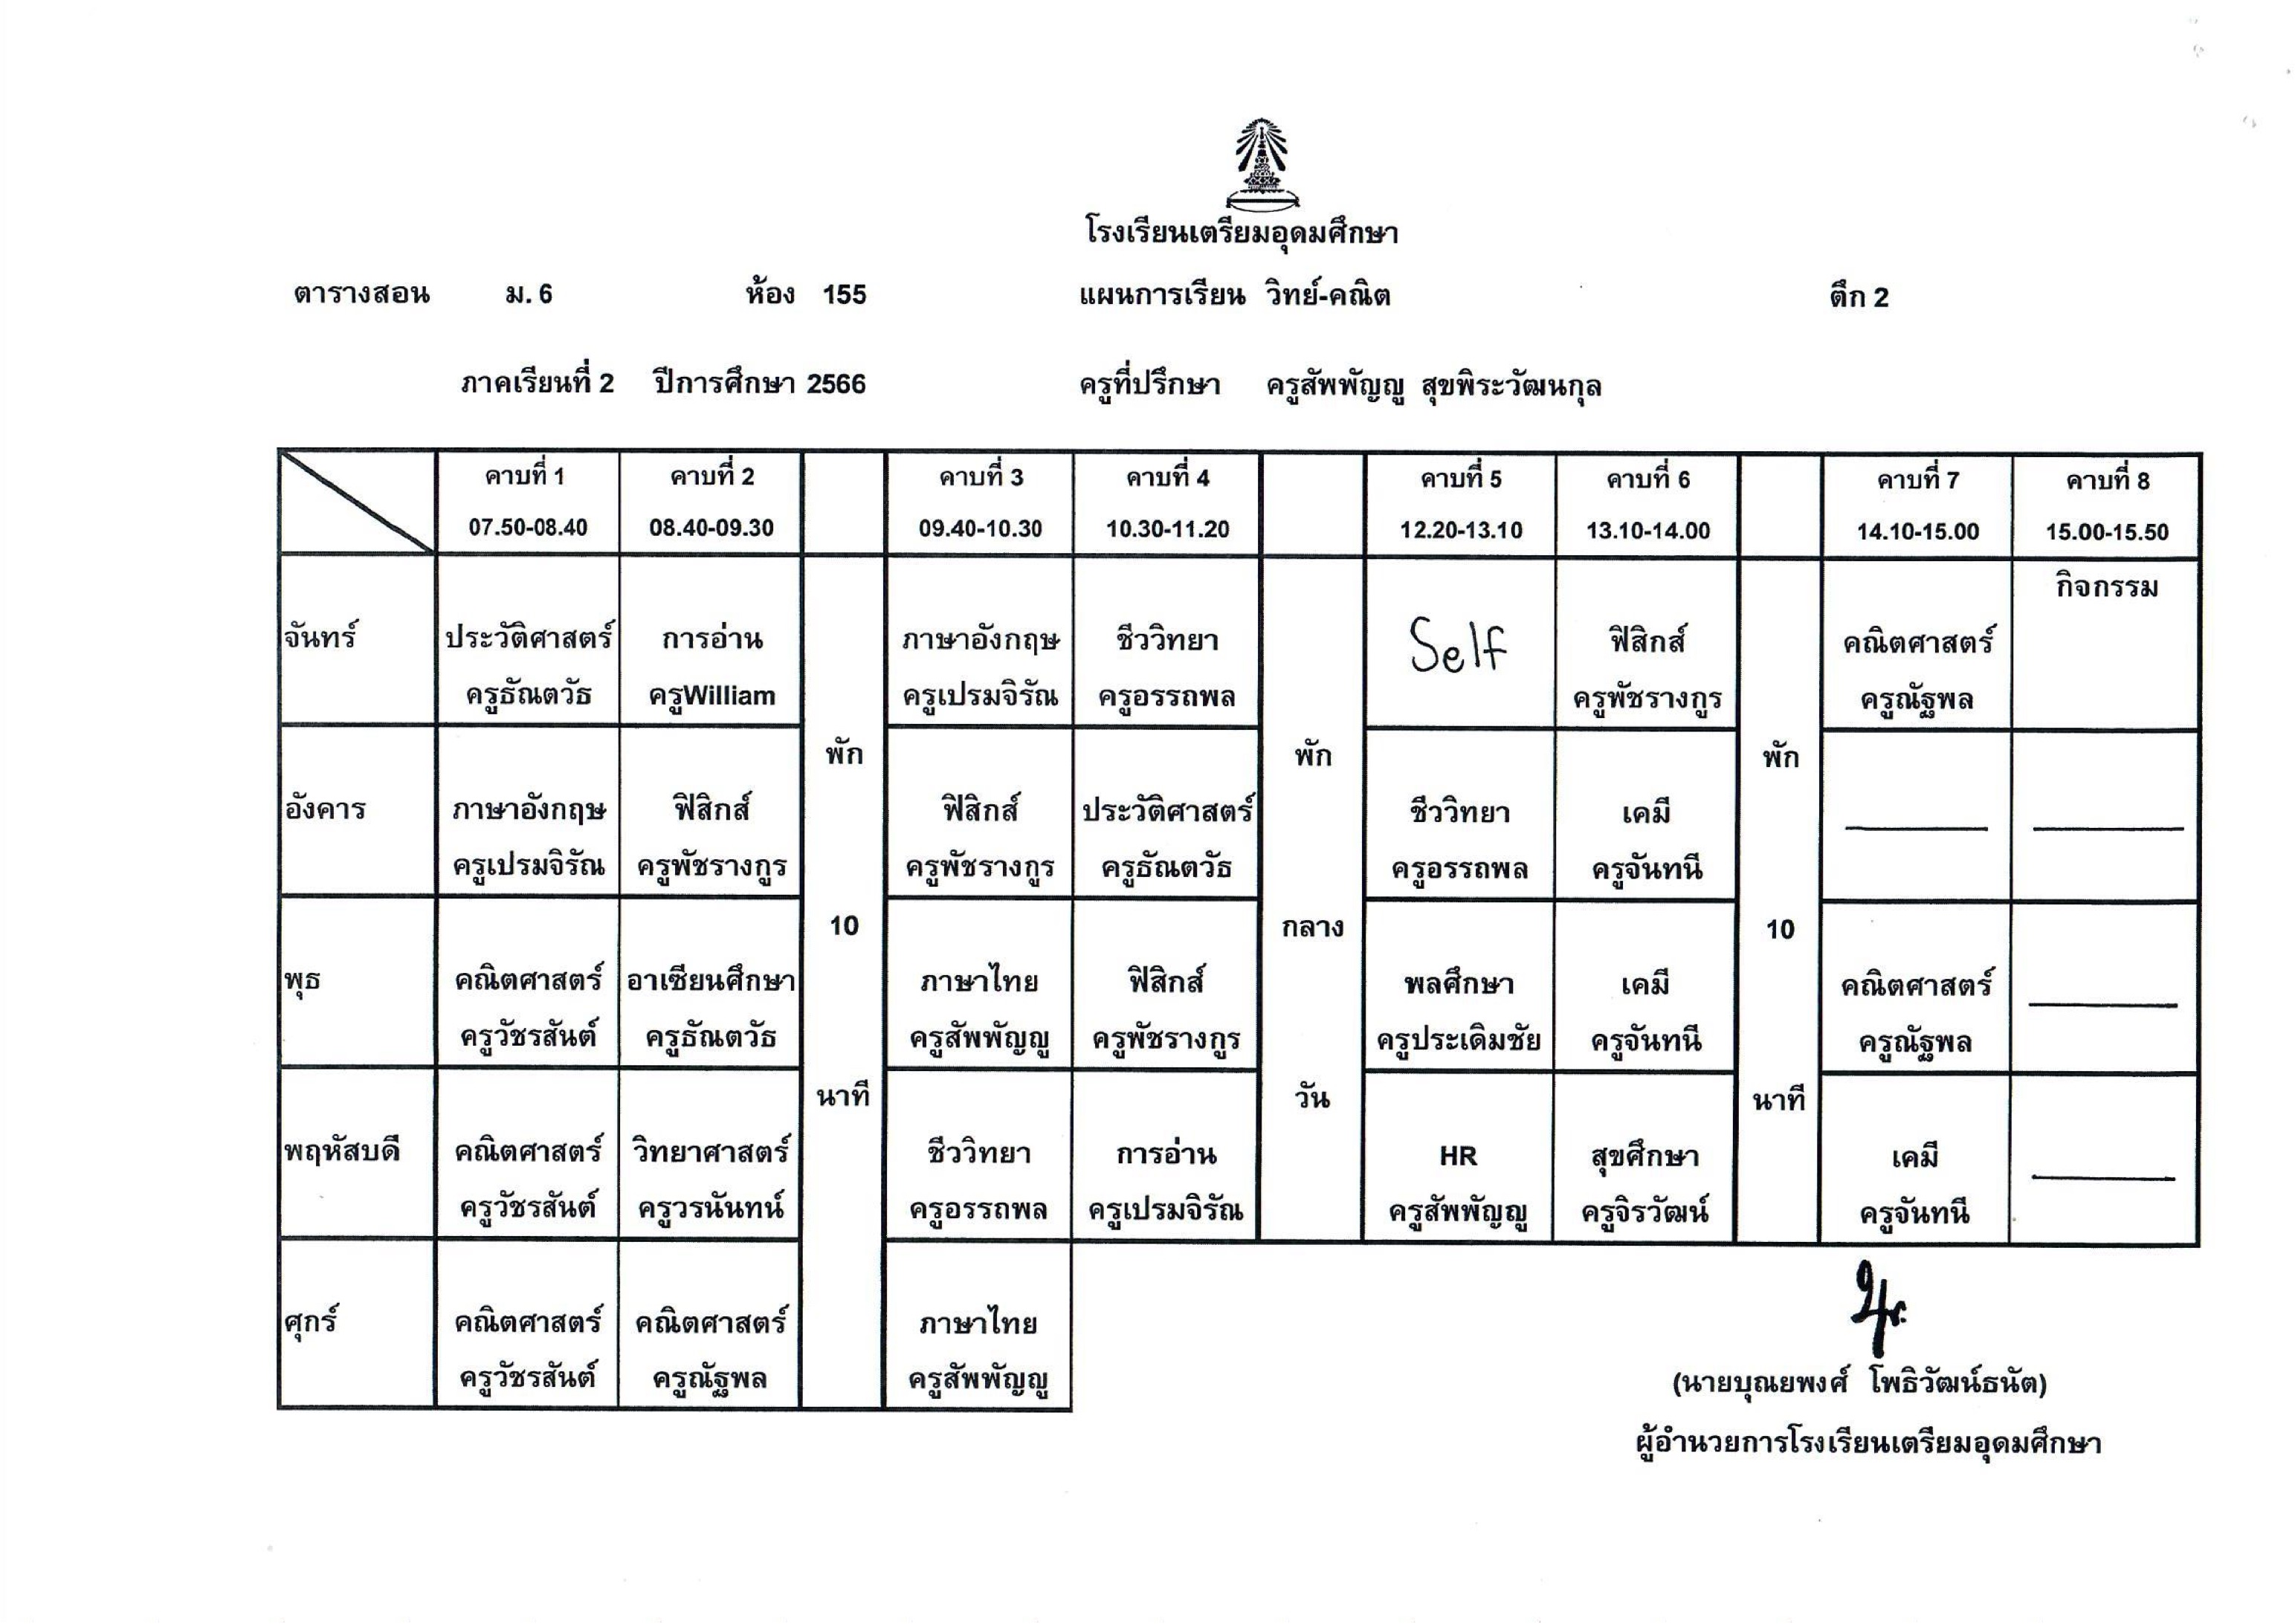 โรงเรียนเตรียมอุดมศึกษา
ตารางสอน ม. 6 ห้อง 155 แผนการเรียน วิทย์-คณิต ตึก 2
ภาคเรียนที่ 2 ปีการศึกษา 2566 ครูที่ปรึกษา ครูสัพพัญญู สุขพิระวัฒนกุล
คาบที่ 1 คาบที่ 2 คาบที่ 3 คาบที่ 4 คาบที่ 5 คาบที่ 6 คาบที่ 7 คาบที่ 8
07.50-08.40 08.40-09.30 09.40-10.30 10.30-11.20 12.20-13.10 13.10-14.00 14.10-15.00 15.00-15.50
กิจกรรม
จันทร์ ประวัติศาสตร์ การอ่าน ภาษาอังกฤษ ชีววิทยา Self ฟิสิกส์ คณิตศาสตร์
ครูธัณตวัธ ครูWilliam ครูเปรมจิรัณ ครูอรรถพล ครูพัชรางกูร ครูณัฐพล
พัก พัก พัก
อังคาร ภาษาอังกฤษ ฟิสิกส์ ฟิสิกส์ ประวัติศาสตร์ ชีววิทยา เคมี
ครูเปรมจิรัณ ครูพัชรางกูร ครูพัชรางกูร ครูธัณตวัธ ครูอรรถพล ครูจันทนี
10 กลาง 10
พุธ คณิตศาสตร์ อาเซียนศึกษา ภาษาไทย ฟิสิกส์ พลศึกษา เคมี คณิตศาสตร์
ครูวัชรสันต์ ครูธัณตวัธ ครูสัพพัญญู ครูพัชรางกูร ครูประเดิมชัย ครูจันทนี ครูณัฐพล
นาที วัน นาที
พฤหัสบดี คณิตศาสตร์ วิทยาศาสตร์ ชีววิทยา การอ่าน HR สุขศึกษา เคมี
ครูวัชรสันต์ ครูวรนันทน์ ครูอรรถพล ครูเปรมจิรัณ ครูสัพพัญญู ครูจิรวัฒน์ ครูจันทนี
ศุกร์ คณิตศาสตร์ คณิตศาสตร์ ภาษาไทย
ครูวัชรสันต์ ครูณัฐพล ครูสัพพัญญู
(นายบุณยพงศ์ โพธิวัฒน์ธนัต)
ผู้อำนวยการโรงเรียนเตรียมอุดมศึกษา